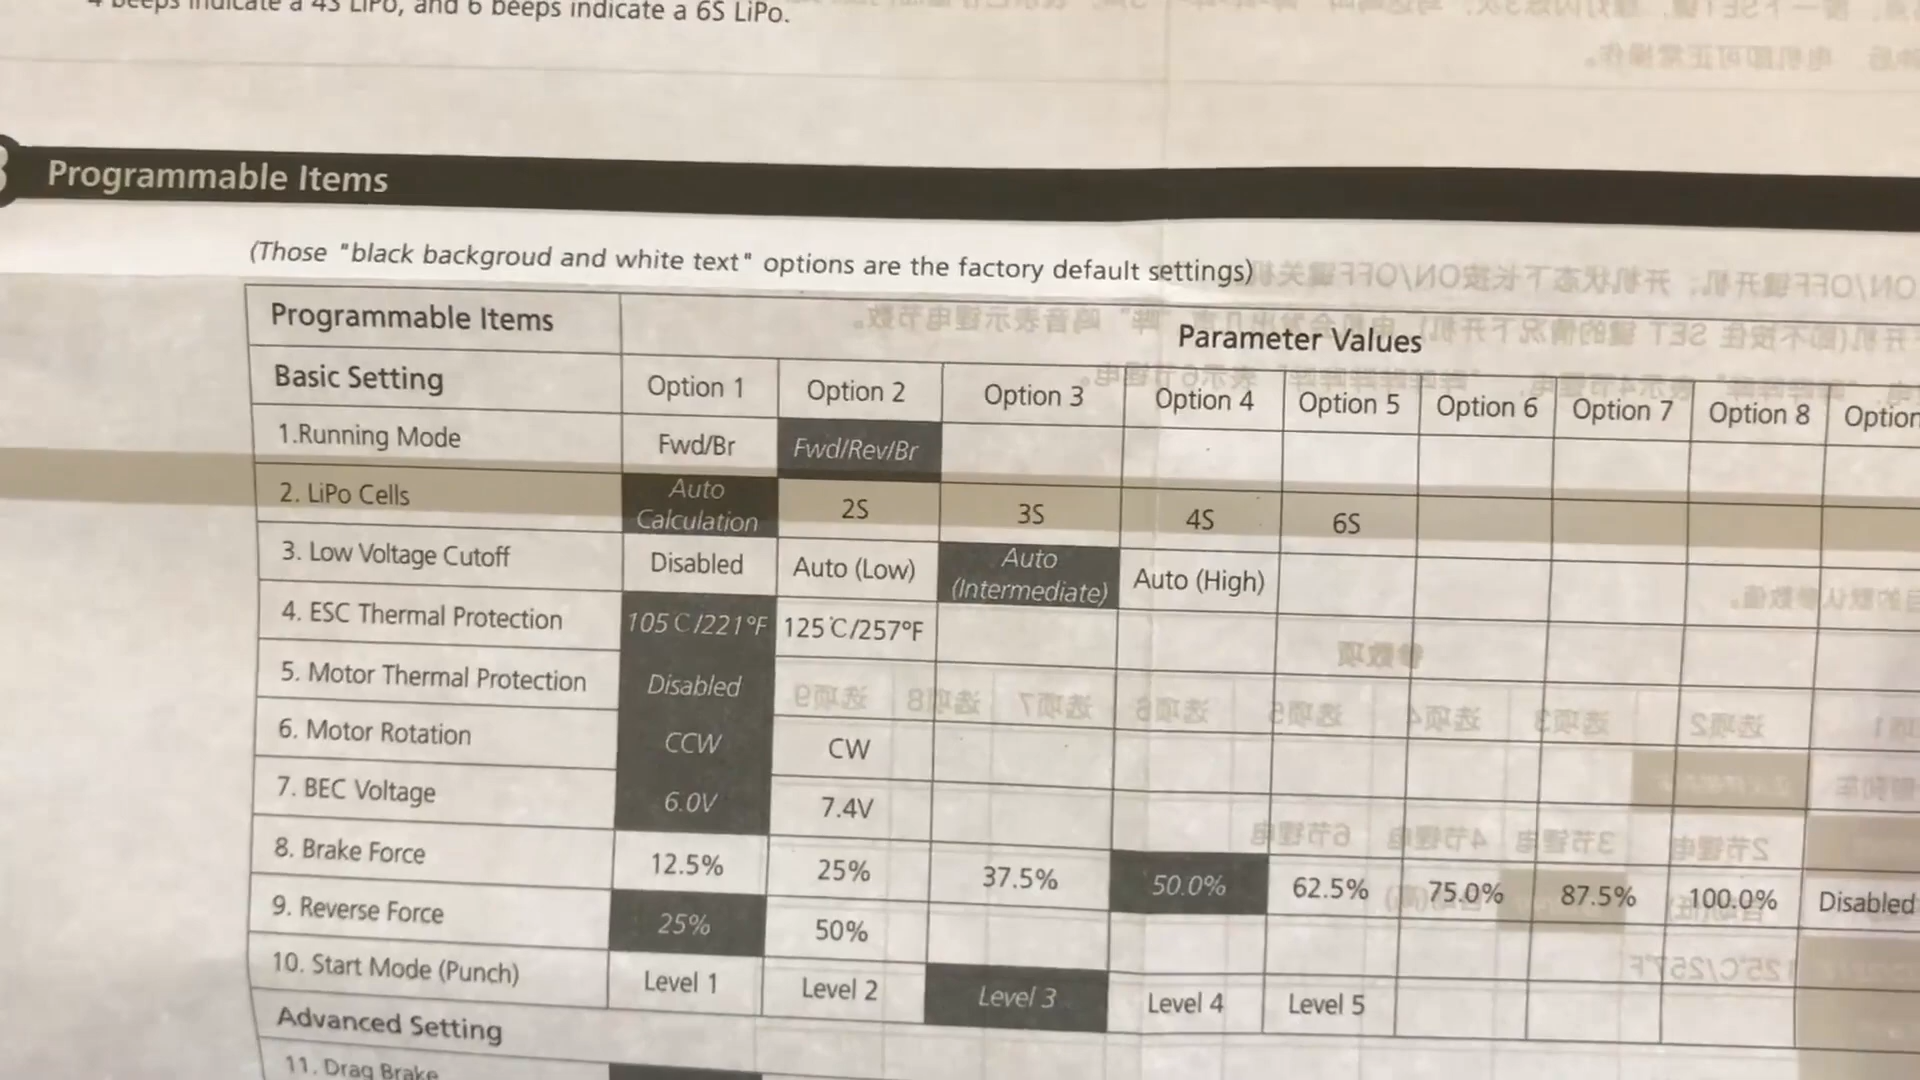 4 beeps indicate a 4S LiPo, and 6 beeps indicate a 6S LiPo.
Programmable Items
(Those "black backgroud and white text" options are the factory default settings)
Programmable Items Parameter Values
Basic Setting Option 1 Option 2 Option 3 Option 4 Option 5 Option 6 Option 7 Option 8 Option
1.Running Mode Fwd/Br Fwd/Rev/Br
2. LiPo Cells Auto Calculation 2S 3S 4S 6S
3. Low Voltage Cutoff Disabled Auto (Low) Auto (Intermediate) Auto (High)
4. ESC Thermal Protection 105℃/221℉ 125℃/257℉
5. Motor Thermal Protection Disabled
6. Motor Rotation CCW CW
7. BEC Voltage 6.0V 7.4V
8. Brake Force 12.5% 25% 37.5% 50.0% 62.5% 75.0% 87.5% 100.0% Disabled
9. Reverse Force 25% 50%
10. Start Mode (Punch) Level 1 Level 2 Level 3 Level 4 Level 5
Advanced Setting
11. Drag Brake